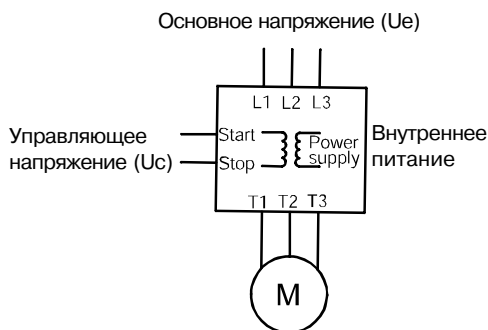 Основное напряжение (Ue)
L1 L2 L3
Управляющее
напряжение (Uc)
Start
Stop
Power
supply
Внутреннее
питание
T1 T2 T3
M